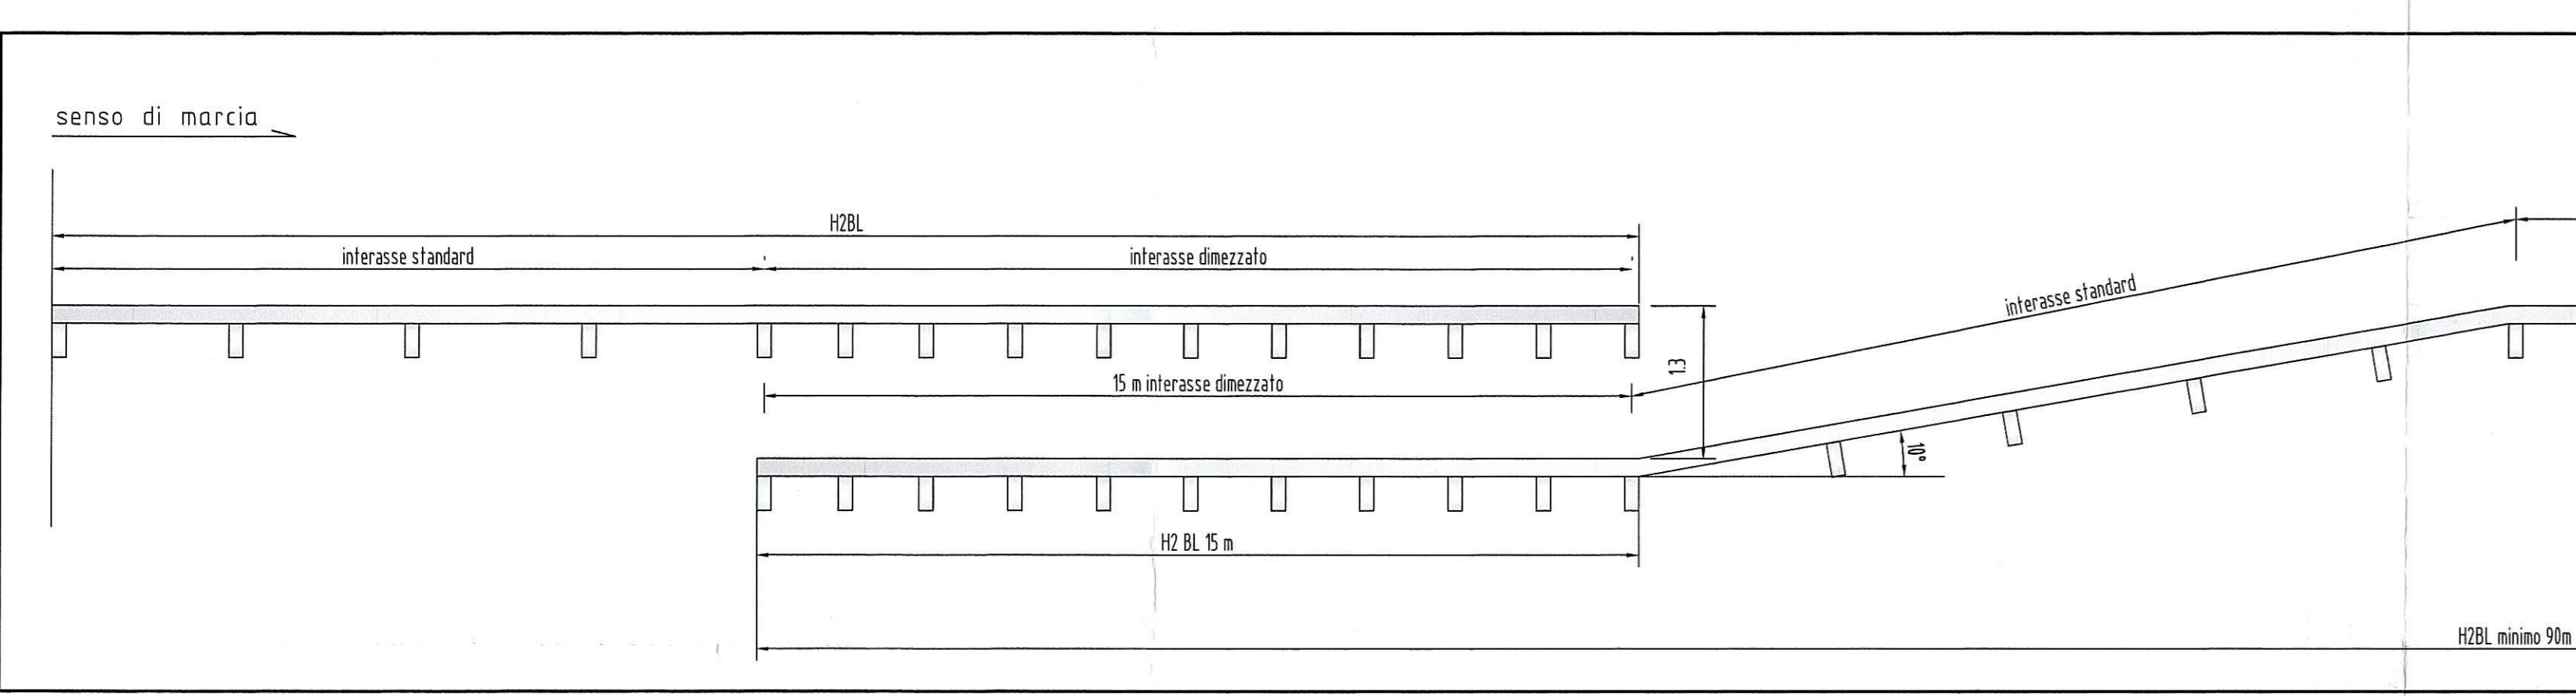 senso di marcia
H2BL
interasse standard
interasse dimezzato
interasse standard
1.3
15 m interasse dimezzato
10°
H2 BL 15 m
H2BL minimo 90m